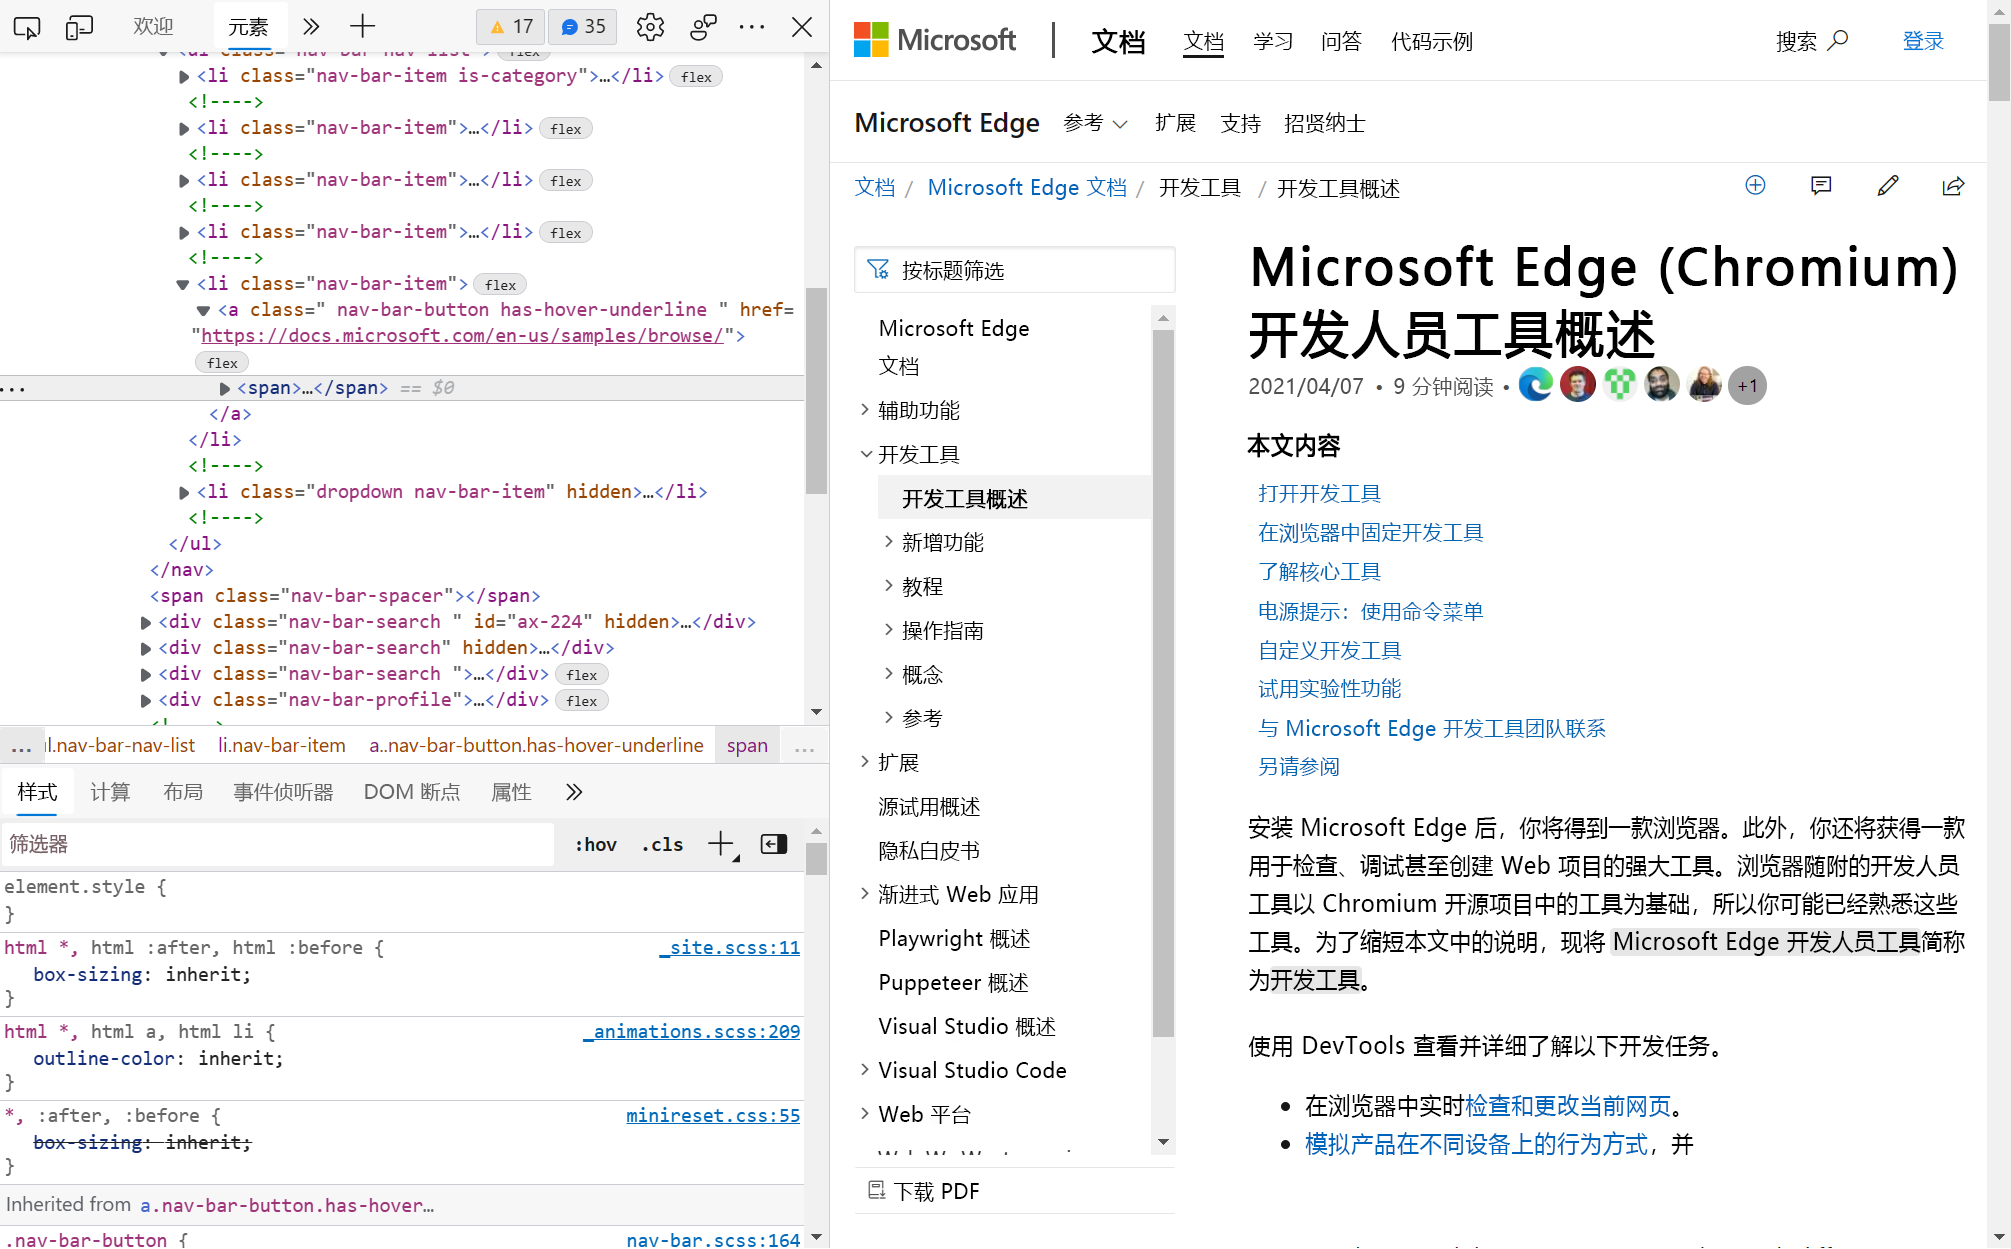 欢迎
元素
17
35
<li class="nav-bar-item is-category">…</li> flex
<!---->
<li class="nav-bar-item">…</li> flex
<!---->
<li class="nav-bar-item">…</li> flex
<!---->
<li class="nav-bar-item">…</li> flex
<!---->
<li class="nav-bar-item"> flex
<a class=" nav-bar-button has-hover-underline " href=
"https://docs.microsoft.com/en-us/samples/browse/">
flex
<span>…</span> == $0
</a>
</li>
<!---->
<li class="dropdown nav-bar-item" hidden>…</li>
<!---->
</ul>
</nav>
<span class="nav-bar-spacer"></span>
<div class="nav-bar-search " id="ax-224" hidden>…</div>
<div class="nav-bar-search" hidden>…</div>
<div class="nav-bar-search ">…</div> flex
<div class="nav-bar-profile">…</div> flex
… ul.nav-bar-nav-list li.nav-bar-item a..nav-bar-button.has-hover-underline span …
样式 计算 布局 事件侦听器 DOM 断点 属性
筛选器 :hov .cls
element.style {
}
html *, html :after, html :before { _site.scss:11
box-sizing: inherit;
}
html *, html a, html li { _animations.scss:209
outline-color: inherit;
}
*, :after, :before { minireset.css:55
box-sizing: inherit;
}
Inherited from a.nav-bar-button.has-hover…
.nav-bar-button { nav-bar.scss:164
Microsoft 文档 文档 学习 问答 代码示例 搜索 登录
Microsoft Edge 参考 扩展 支持 招贤纳士
文档 / Microsoft Edge 文档 / 开发工具 / 开发工具概述
按标题筛选
Microsoft Edge
文档
辅助功能
开发工具
开发工具概述
新增功能
教程
操作指南
概念
参考
扩展
源试用概述
隐私白皮书
渐进式 Web 应用
Playwright 概述
Puppeteer 概述
Visual Studio 概述
Visual Studio Code
Web 平台
下载 PDF
Microsoft Edge (Chromium)
开发人员工具概述
2021/04/07 • 9 分钟阅读 • +1
本文内容
打开开发工具
在浏览器中固定开发工具
了解核心工具
电源提示：使用命令菜单
自定义开发工具
试用实验性功能
与 Microsoft Edge 开发工具团队联系
另请参阅
安装 Microsoft Edge 后，你将得到一款浏览器。此外，你还将获得一款
用于检查、调试甚至创建 Web 项目的强大工具。浏览器随附的开发人员
工具以 Chromium 开源项目中的工具为基础，所以你可能已经熟悉这些
工具。为了缩短本文中的说明，现将 Microsoft Edge 开发人员工具简称
为开发工具。
使用 DevTools 查看并详细了解以下开发任务。
• 在浏览器中实时检查和更改当前网页。
• 模拟产品在不同设备上的行为方式，并